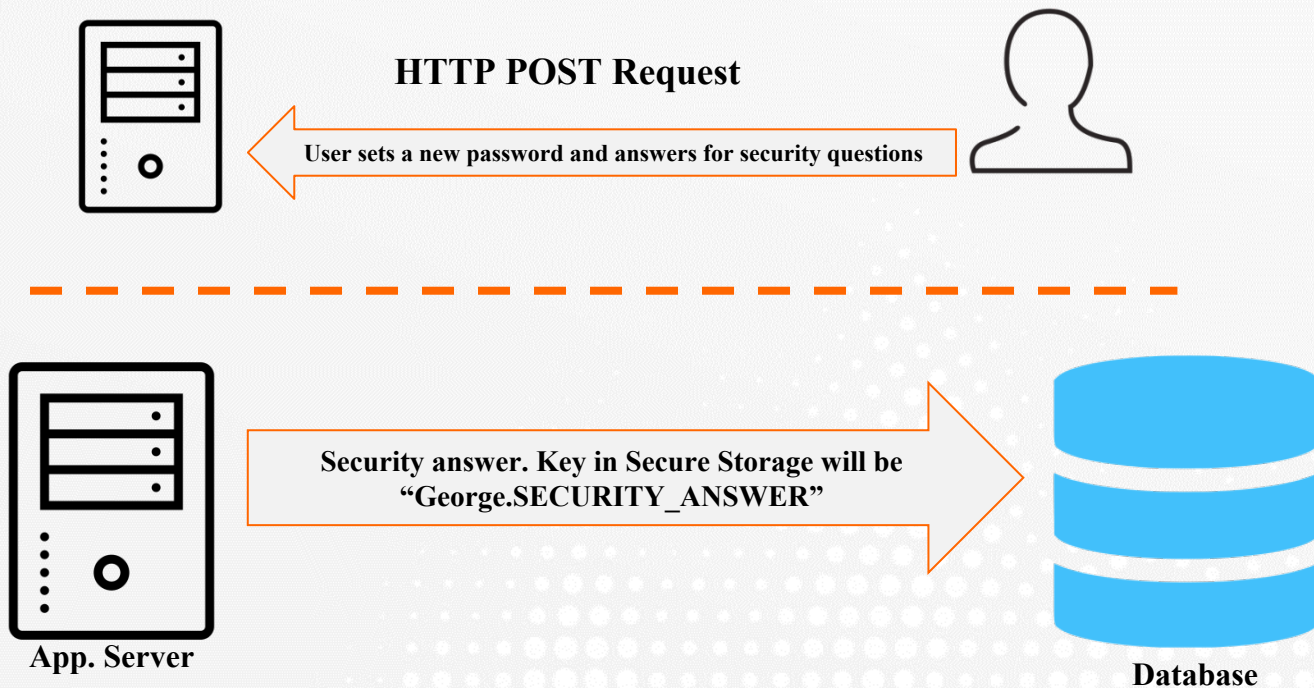 HTTP POST Request
User sets a new password and answers for security questions
Security answer. Key in Secure Storage will be
“George.SECURITY_ANSWER”
App. Server
Database